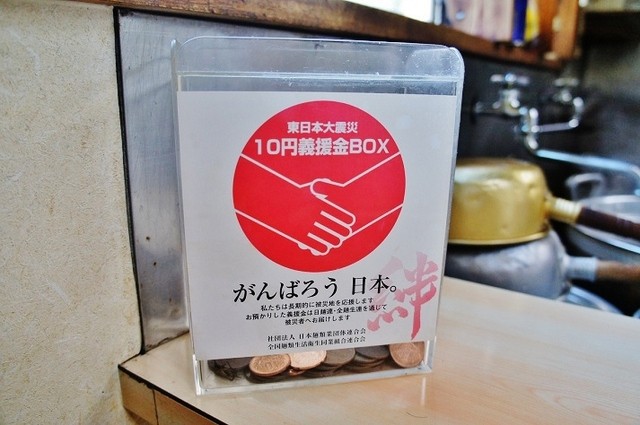 東日本大震災
10円義援金BOX
がんばろう 日本。
絆
私たちは長期的に被災地を応援します
お預かりした義援金は日麺連・全麺生連を通じて
被災者へお届けします
社団法人 日本麺類業団体連合会
全国麺類生活衛生同業組合連合会